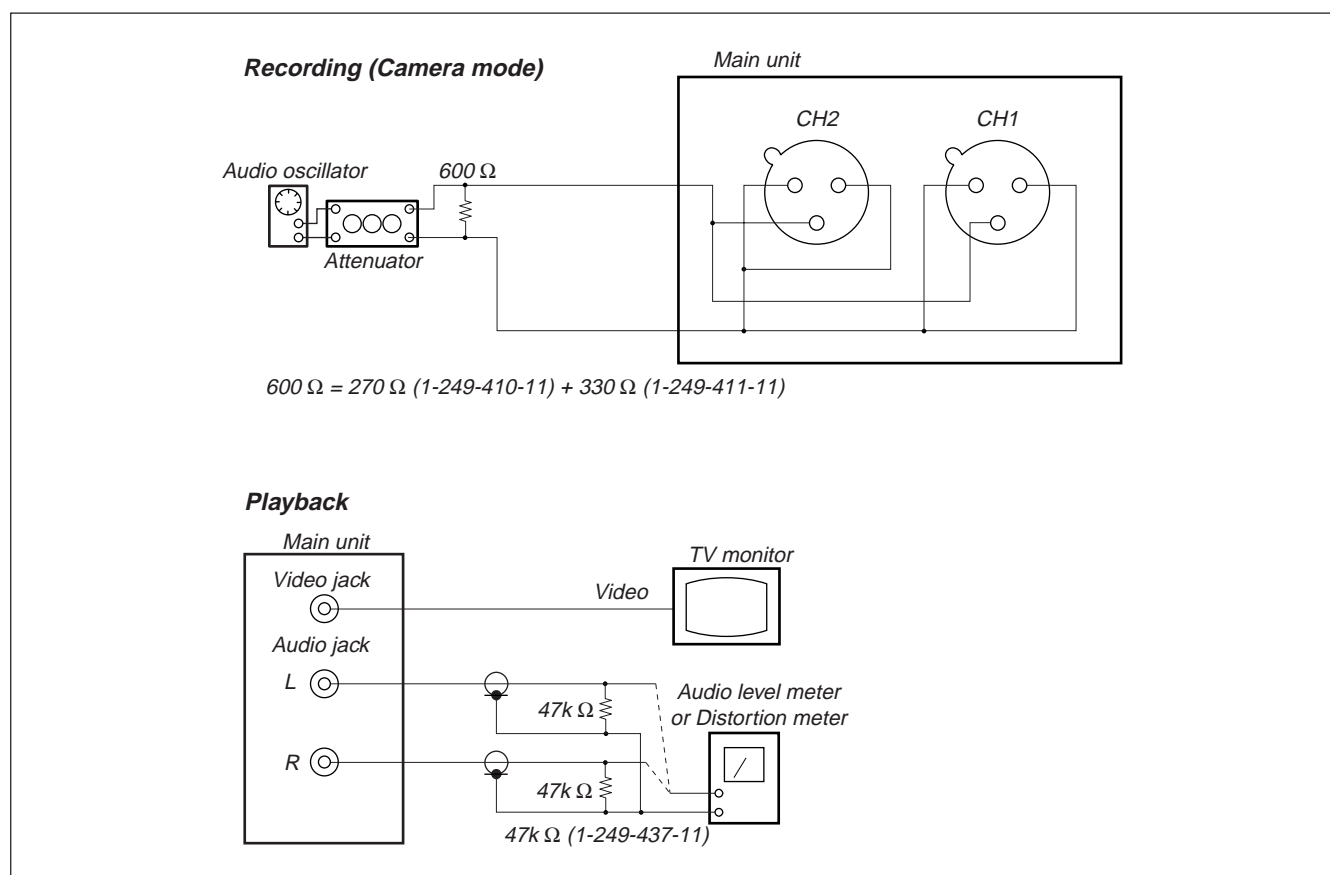 Recording (Camera mode)
Main unit
CH2
CH1
Audio oscillator
600 Ω
Attenuator
600 Ω = 270 Ω (1-249-410-11) + 330 Ω (1-249-411-11)
Playback
Main unit
TV monitor
Video jack
Video
Audio jack
L
Audio level meter
or Distortion meter
47k Ω
R
47k Ω
47k Ω (1-249-437-11)